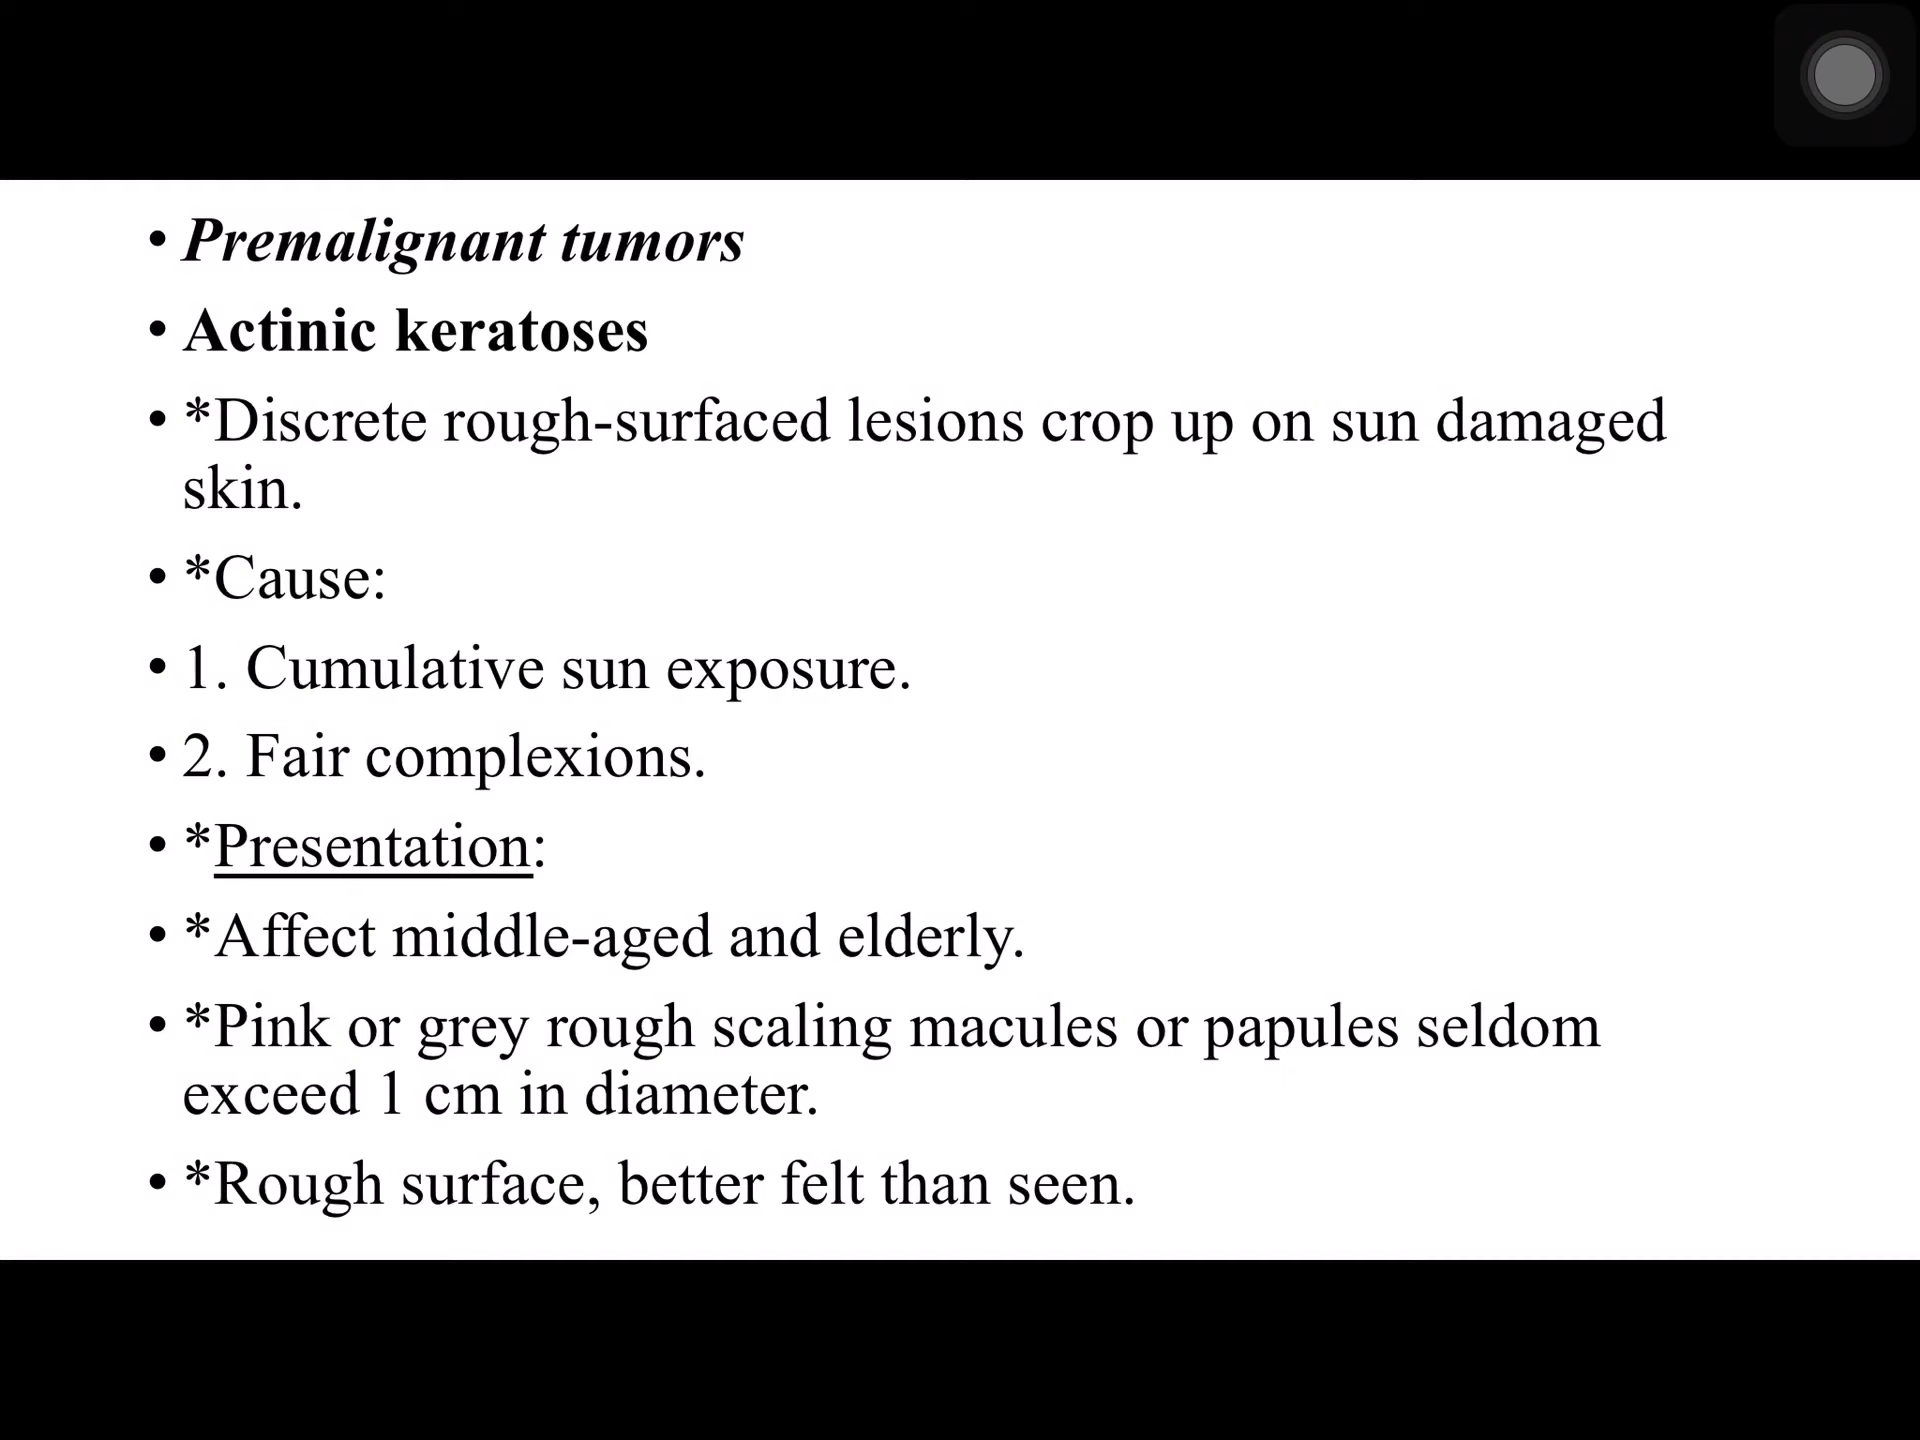 • Premalignant tumors
• Actinic keratoses
• *Discrete rough-surfaced lesions crop up on sun damaged
skin.
• *Cause:
• 1. Cumulative sun exposure.
• 2. Fair complexions.
• *Presentation:
• *Affect middle-aged and elderly.
• *Pink or grey rough scaling macules or papules seldom
exceed 1 cm in diameter.
• *Rough surface, better felt than seen.